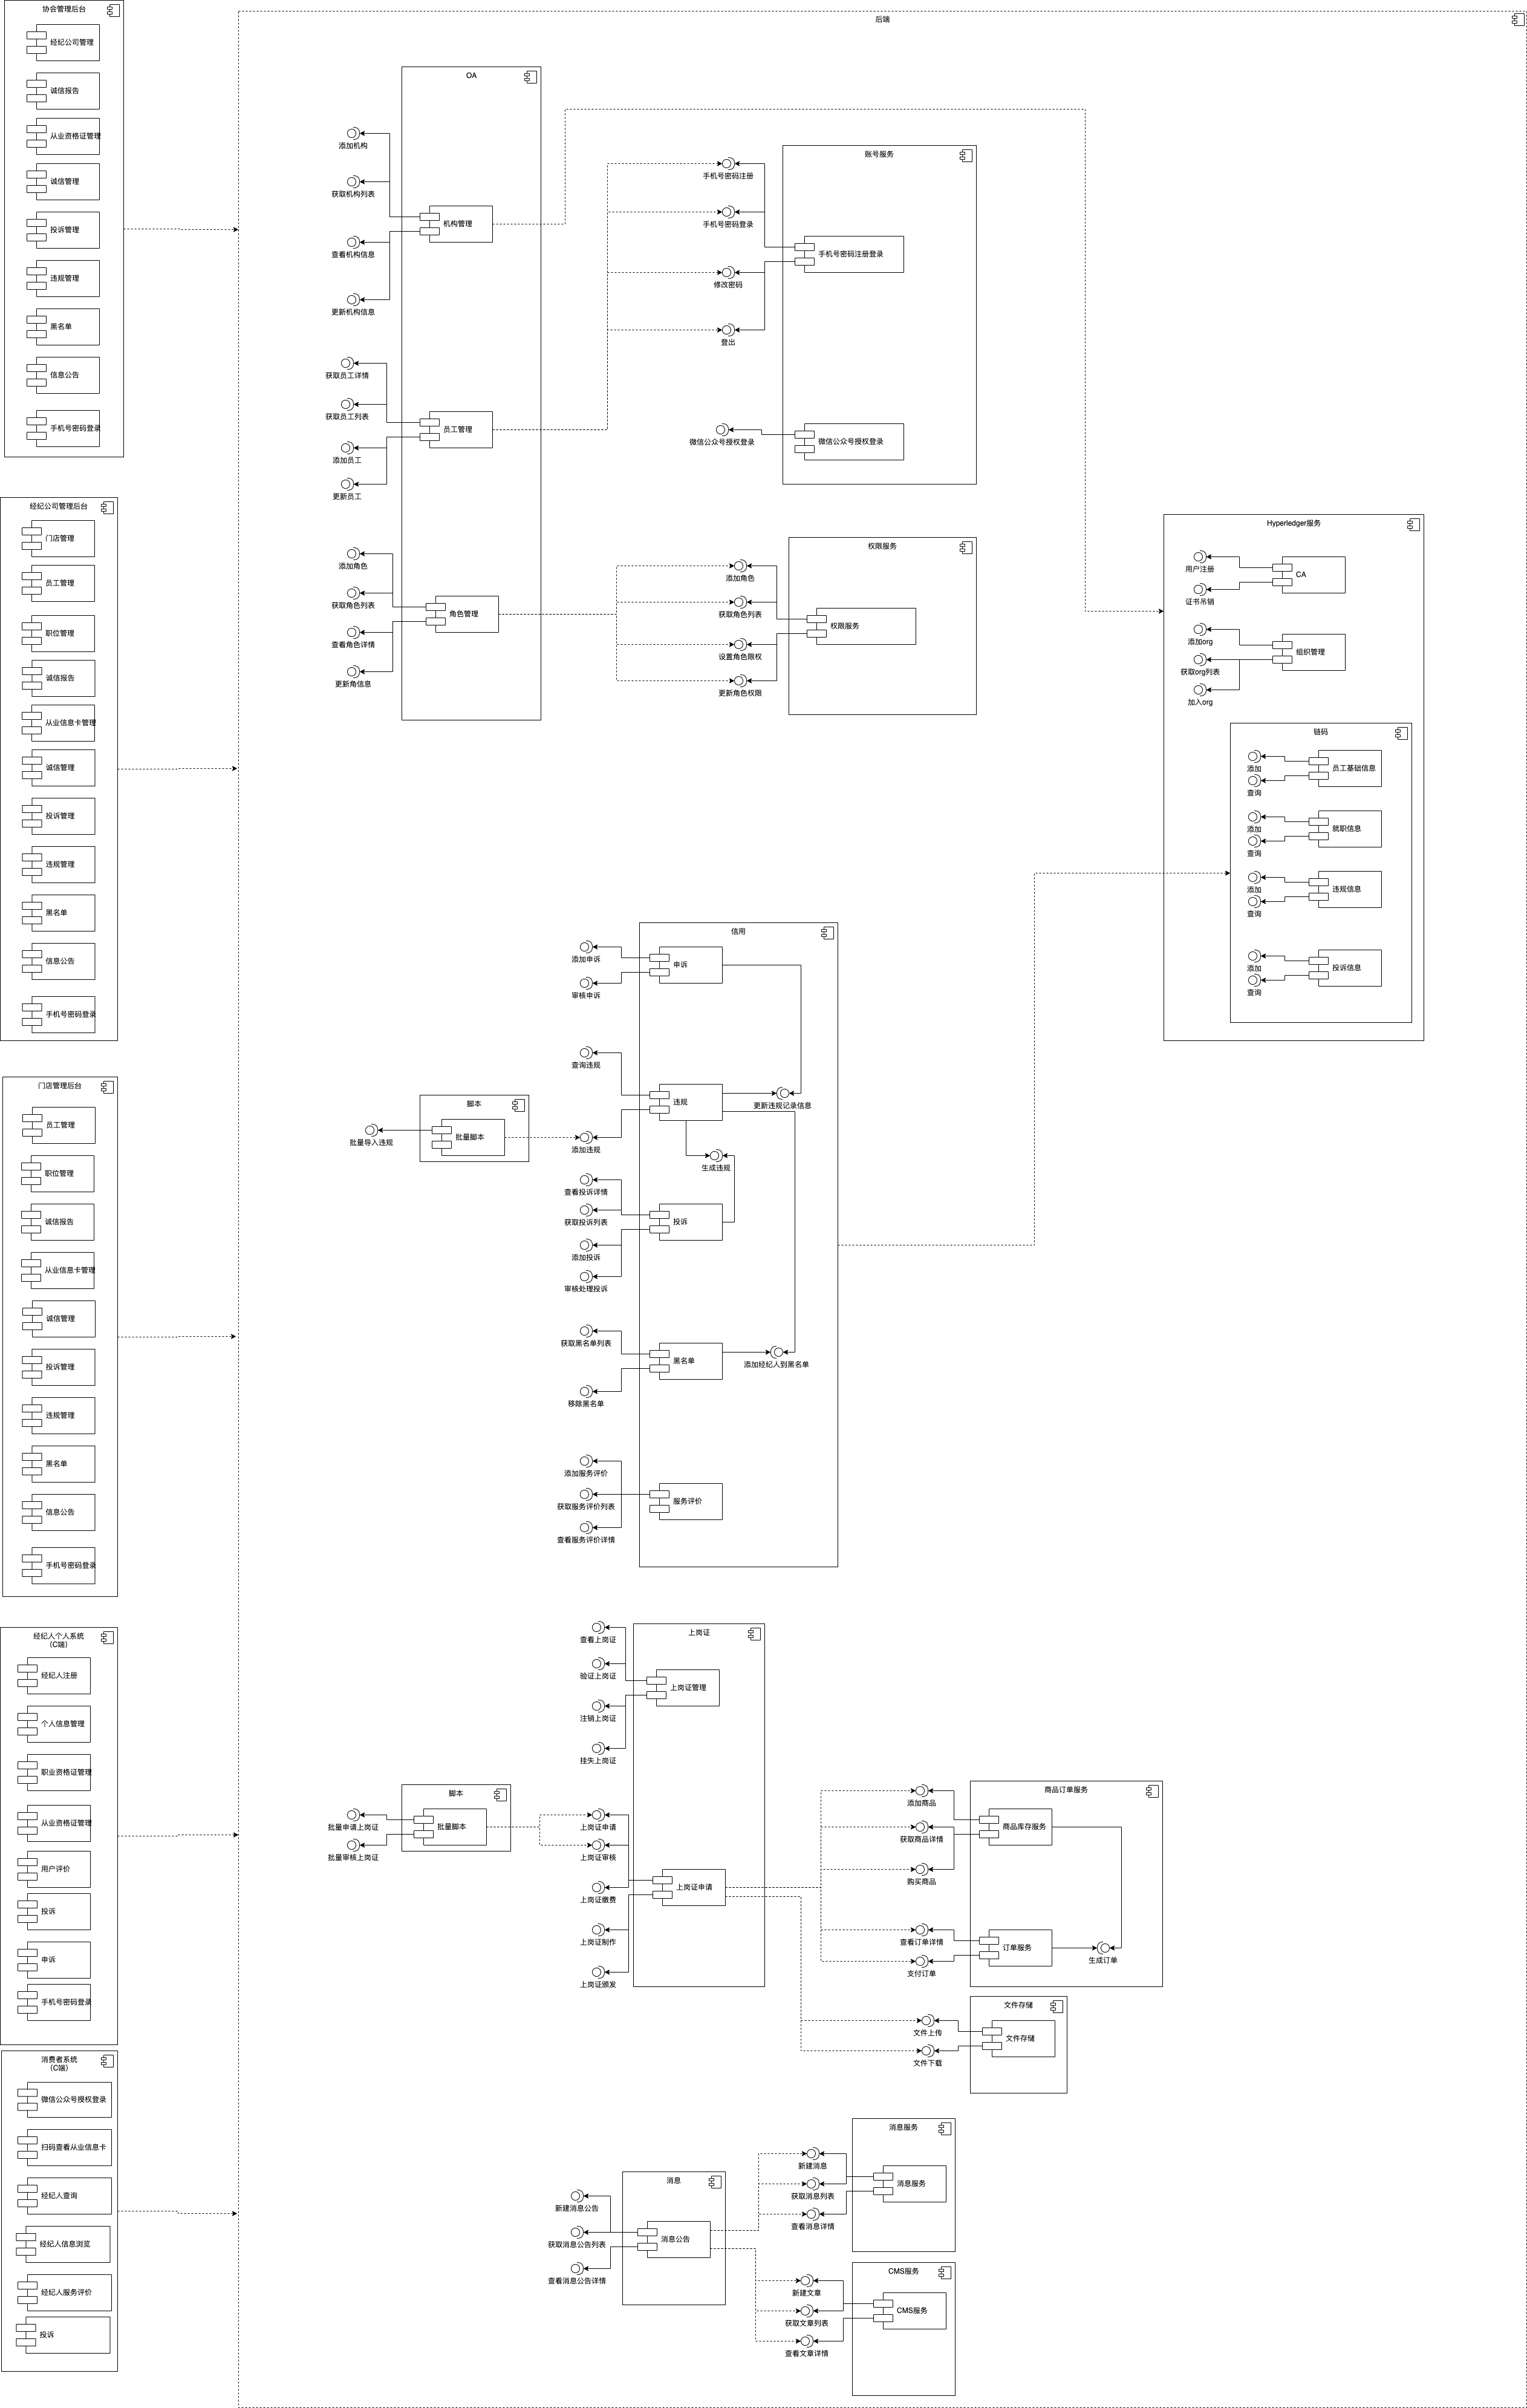 协会管理后台
经纪公司管理
诚信报告
从业资格证管理
诚信管理
投诉管理
违规管理
黑名单
信息公告
手机号密码登录
经纪公司管理后台
门店管理
员工管理
职位管理
诚信报告
从业信息卡管理
诚信管理
投诉管理
违规管理
黑名单
信息公告
手机号密码登录
门店管理后台
员工管理
职位管理
诚信报告
从业信息卡管理
诚信管理
投诉管理
违规管理
黑名单
信息公告
手机号密码登录
经纪人个人系统
（C端）
经纪人注册
个人信息管理
职业资格证管理
从业资格证管理
用户评价
投诉
申诉
手机号密码登录
消费者系统
（C端）
微信公众号授权登录
扫码查看从业信息卡
经纪人查询
经纪人信息浏览
经纪人服务评价
投诉
后端
OA
添加机构
获取机构列表
机构管理
查看机构信息
更新机构信息
获取员工详情
获取员工列表
员工管理
添加员工
更新员工
添加角色
获取角色列表
角色管理
查看角色详情
更新角信息
账号服务
手机号密码注册
手机号密码登录
手机号密码注册登录
修改密码
登出
微信公众号授权登录
微信公众号授权登录
权限服务
添加角色
获取角色列表
权限服务
设置角色限权
更新角色权限
Hyperledger服务
用户注册
CA
证书吊销
添加org
组织管理
获取org列表
加入org
链码
添加
员工基础信息
查询
添加
就职信息
查询
添加
违规信息
查询
添加
投诉信息
查询
信用
添加申诉
申诉
审核申诉
查询违规
违规
更新违规记录信息
脚本
批量脚本
批量导入违规
添加违规
生成违规
查看投诉详情
获取投诉列表
投诉
添加投诉
审核处理投诉
获取黑名单列表
黑名单
添加经纪人到黑名单
移除黑名单
添加服务评价
获取服务评价列表
服务评价
查看服务评价详情
上岗证
查看上岗证
验证上岗证
上岗证管理
注销上岗证
挂失上岗证
脚本
批量申请上岗证
批量脚本
批量审核上岗证
上岗证申请
上岗证审核
上岗证申请
上岗证缴费
上岗证制作
上岗证颁发
商品订单服务
添加商品
商品库存服务
获取商品详情
购买商品
查看订单详情
订单服务
生成订单
支付订单
文件存储
文件上传
文件存储
文件下载
消息
新建消息公告
获取消息公告列表
消息公告
查看消息公告详情
消息服务
新建消息
消息服务
获取消息列表
查看消息详情
CMS服务
新建文章
CMS服务
获取文章列表
查看文章详情